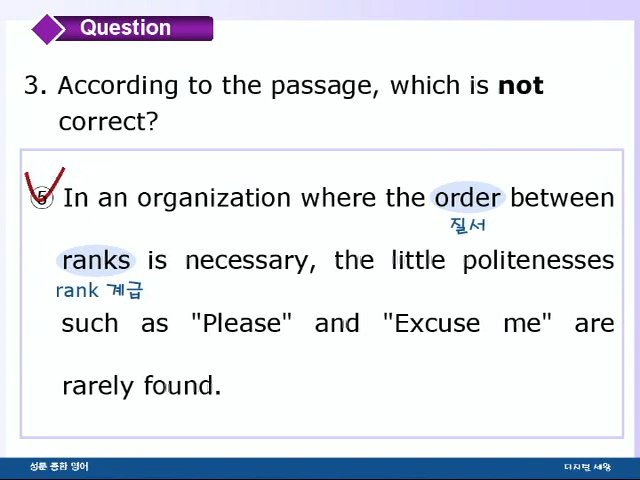 Question
3. According to the passage, which is not
correct?
⑤ In an organization where the order between
질서
ranks is necessary, the little politenesses
rank 계급
such as "Please" and "Excuse me" are
rarely found.
성문 종합 영어
디지털 세움